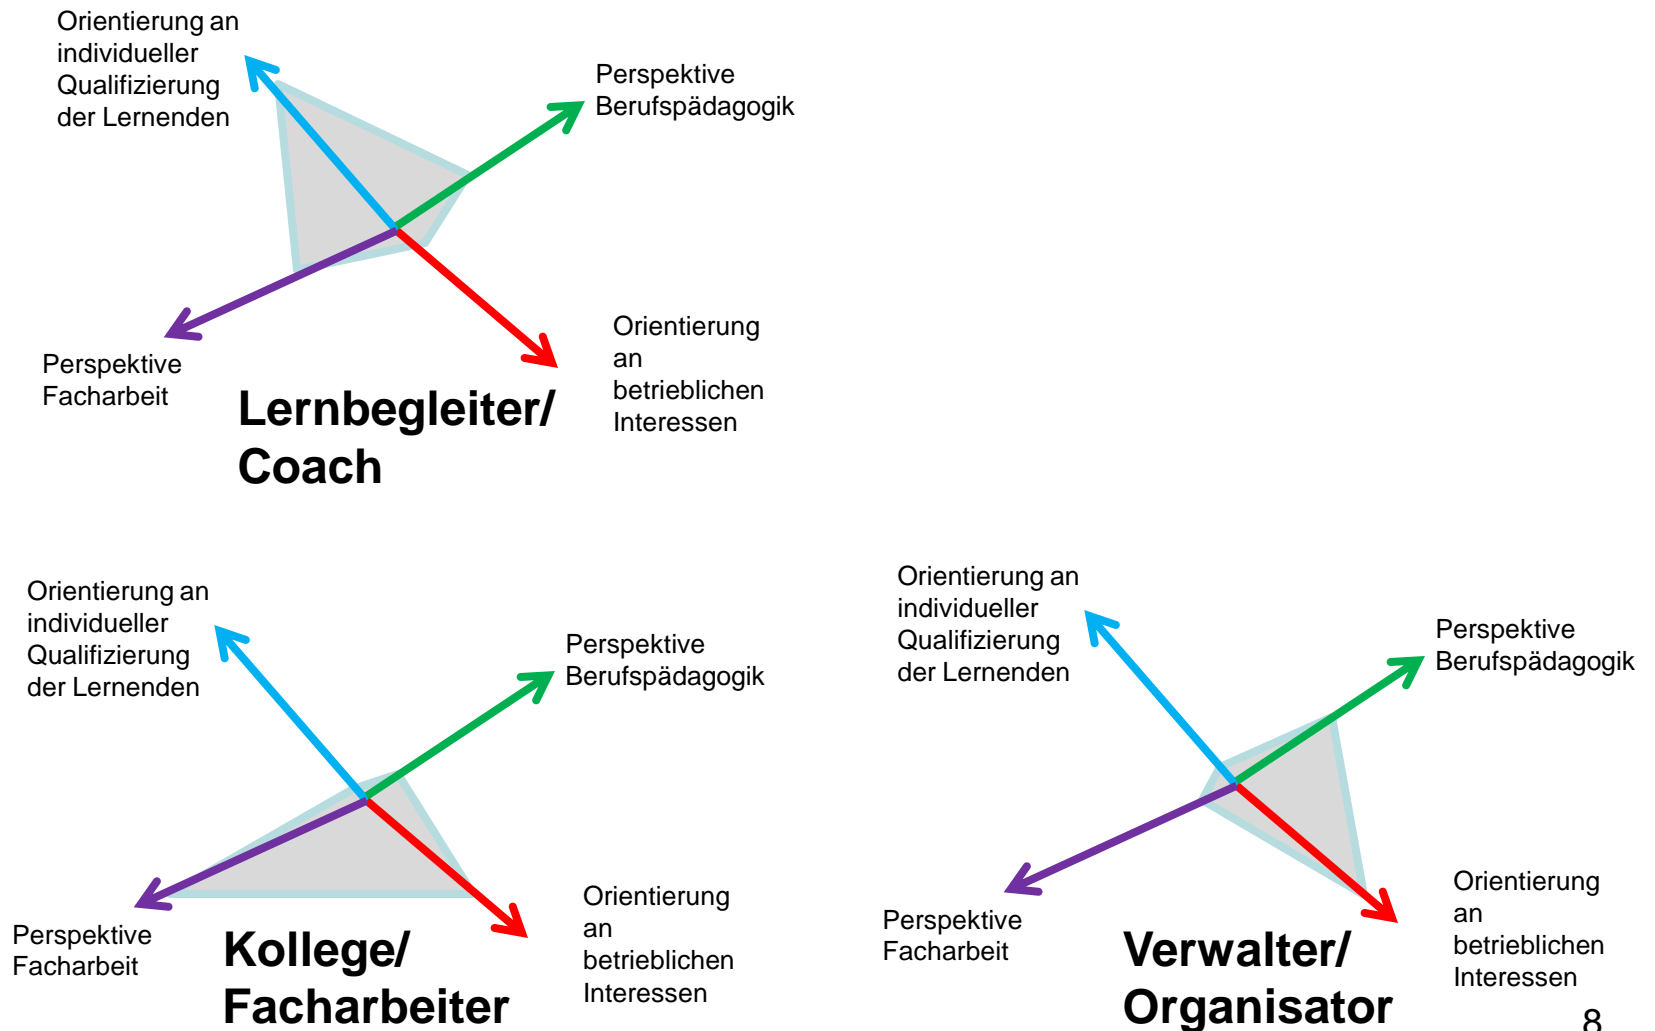 Orientierung an
individueller
Qualifizierung
der Lernenden
Perspektive
Berufspädagogik
Perspektive
Facharbeit
Orientierung
an
betrieblichen
Interessen
Lernbegleiter/
Coach
Orientierung an
individueller
Qualifizierung
der Lernenden
Perspektive
Berufspädagogik
Perspektive
Facharbeit
Orientierung
an
betrieblichen
Interessen
Kollege/
Facharbeiter
Orientierung an
individueller
Qualifizierung
der Lernenden
Perspektive
Berufspädagogik
Perspektive
Facharbeit
Orientierung
an
betrieblichen
Interessen
Verwalter/
Organisator
8